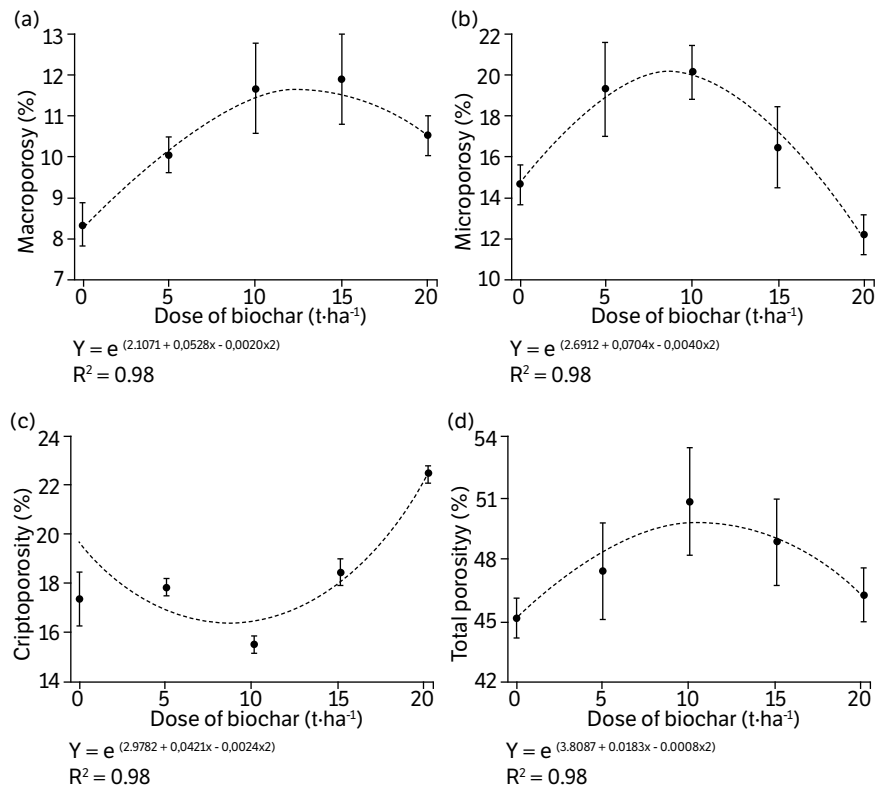 (a)
13
12
11
10
9
8
7
Macroporosy (%)
0 5 10 15 20
Dose of biochar (t·ha-1)
Y = e (2.1071 + 0,0528x - 0,0020x2)
R2 = 0.98
(b)
22
20
18
16
14
12
10
Microporosy (%)
0 5 10 15 20
Dose of biochar (t·ha-1)
Y = e (2.6912 + 0,0704x - 0,0040x2)
R2 = 0.98
(c)
24
22
20
18
16
14
Criptoporosity (%)
0 5 10 15 20
Dose of biochar (t·ha-1)
Y = e (2.9782 + 0,0421x - 0,0024x2)
R2 = 0.98
(d)
54
51
48
45
42
Total porosityy (%)
0 5 10 15 20
Dose of biochar (t·ha-1)
Y = e (3.8087 + 0.0183x - 0.0008x2)
R2 = 0.98